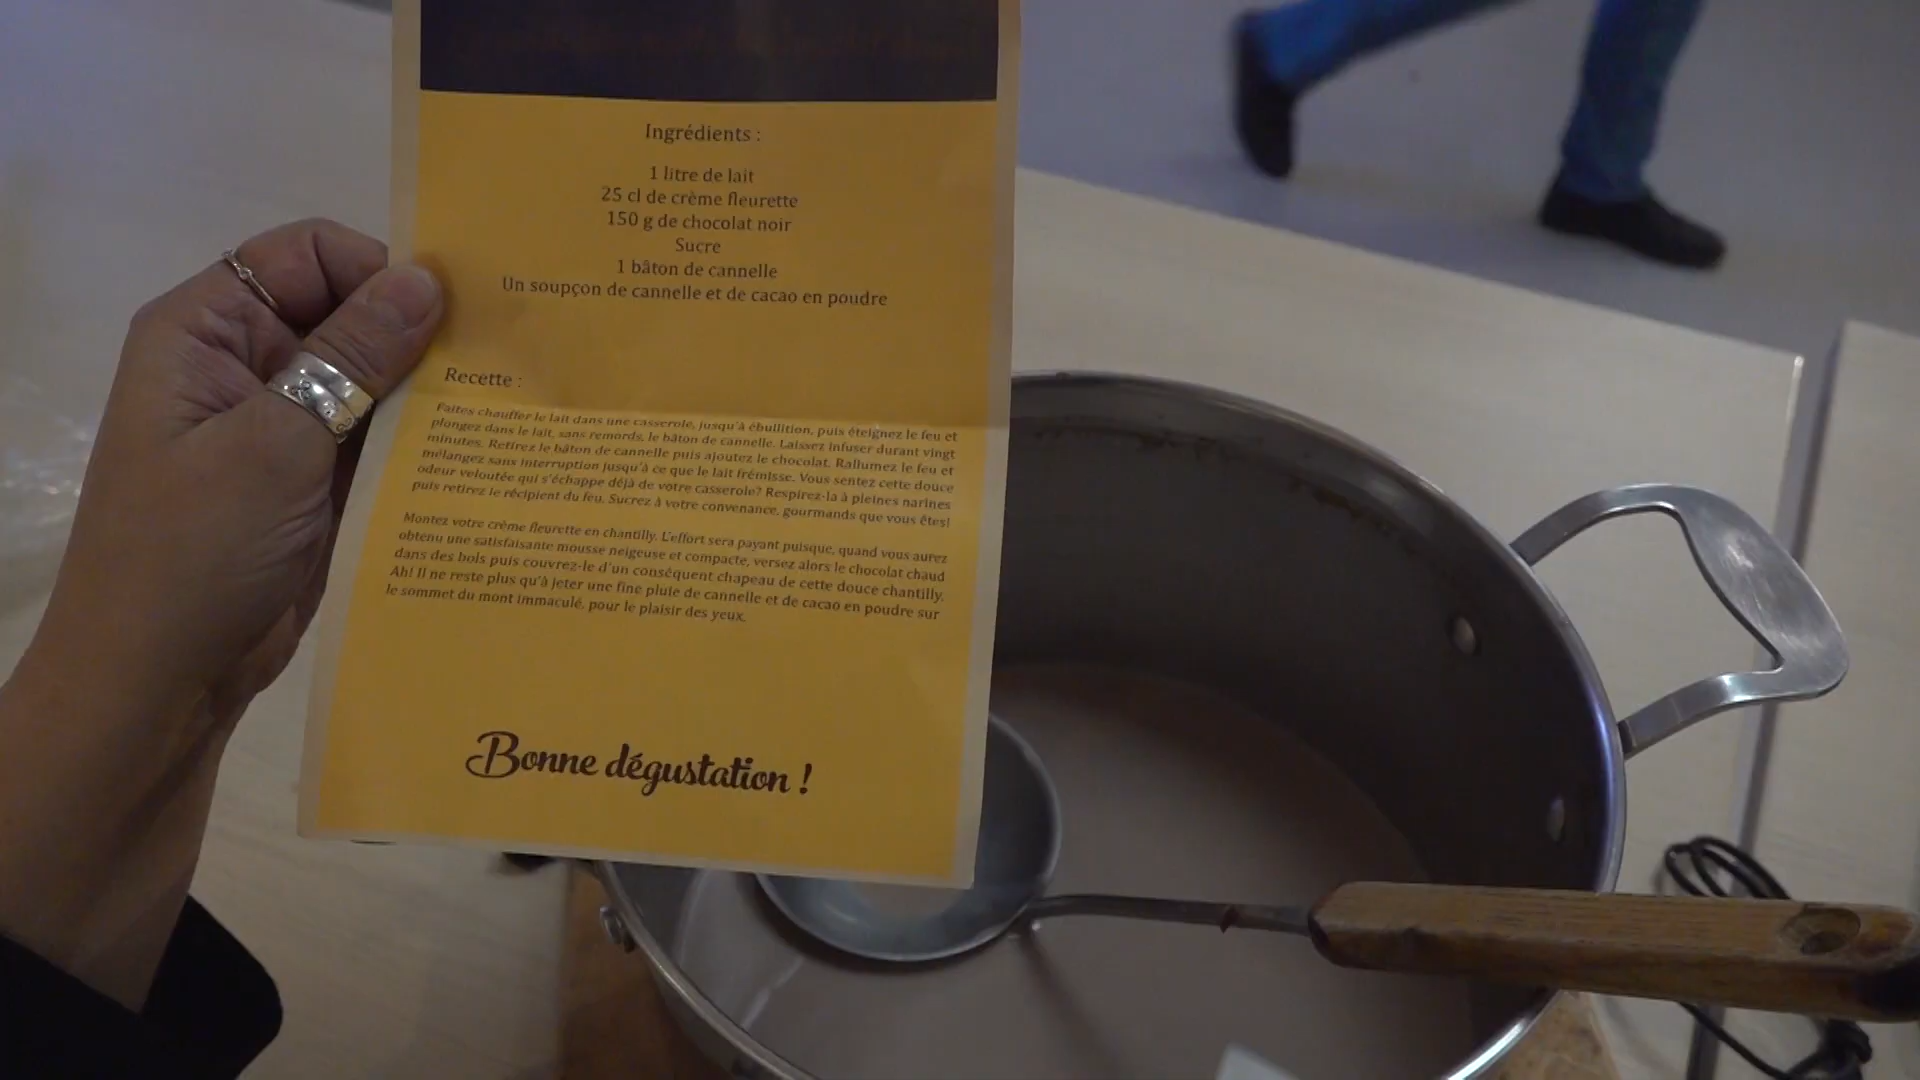 Ingrédients :
1 litre de lait
25 cl de crème fleurette
150 g de chocolat noir
Sucre
1 bâton de cannelle
Un soupçon de cannelle et de cacao en poudre
Recette :
Faites chauffer le lait dans une casserole, jusqu'à ébullition, puis éteignez le feu et
plongez dans le lait, sans remords, le bâton de cannelle. Laissez infuser durant vingt
minutes. Retirez le bâton de cannelle puis ajoutez le chocolat. Rallumez le feu et
mélangez sans interruption jusqu'à ce que le lait frémisse. Vous sentez cette douce
odeur veloutée qui s'échappe déjà de votre casserole? Respirez-la à pleines narines
puis retirez le récipient du feu. Sucrez à votre convenance, gourmands que vous êtes!
Montez votre crème fleurette en chantilly. L'effort sera payant puisque, quand vous aurez
obtenu une satisfaisante mousse neigeuse et compacte, versez alors le chocolat chaud
dans des bols puis couvrez-le d'un conséquent chapeau de cette douce chantilly.
Ah! Il ne reste plus qu'à jeter une fine pluie de cannelle et de cacao en poudre sur
le sommet du mont immaculé, pour le plaisir des yeux.
Bonne dégustation !